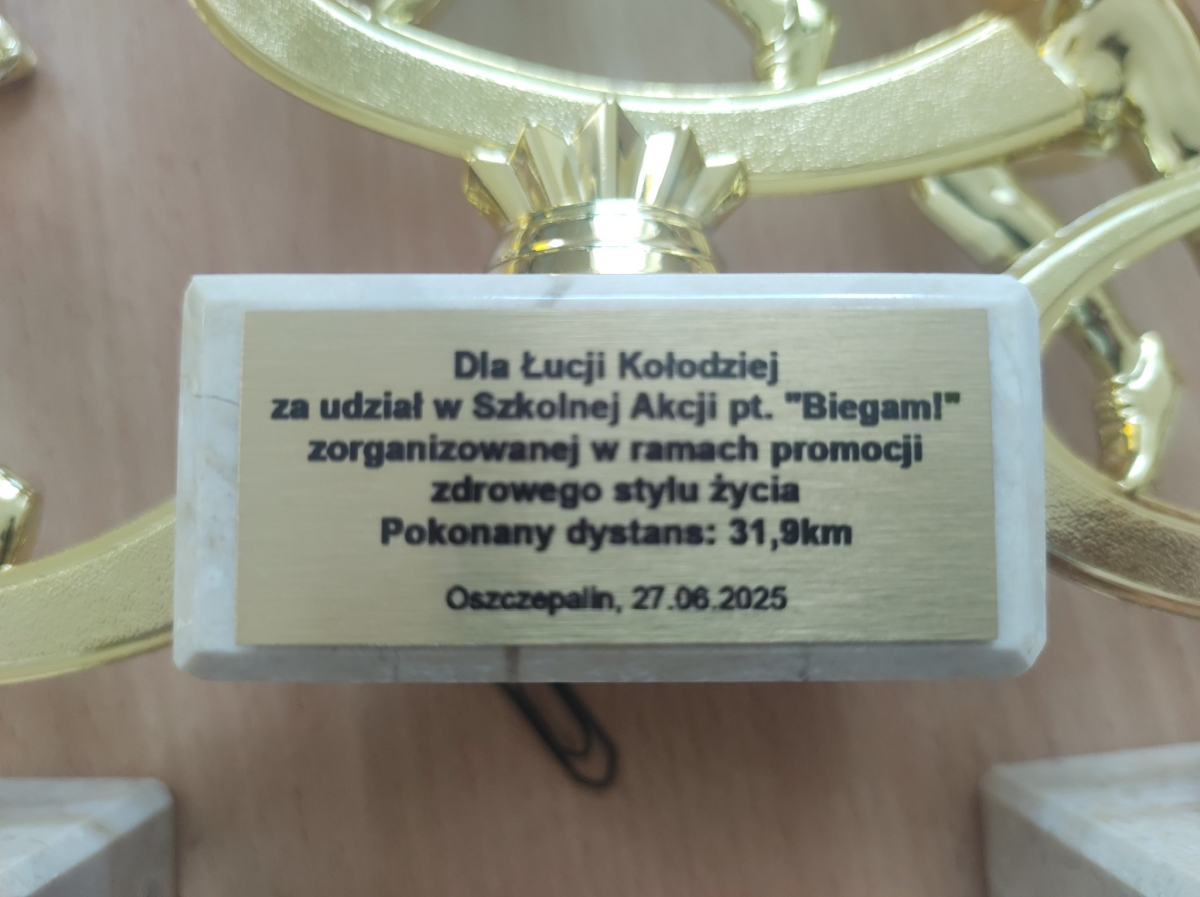 Dla Łucji Kołodziej
za udział w Szkolnej Akcji pt. "Biegam!"
zorganizowanej w ramach promocji
zdrowego stylu życia
Pokonany dystans: 31,9km
Oszczepalin, 27.06.2025